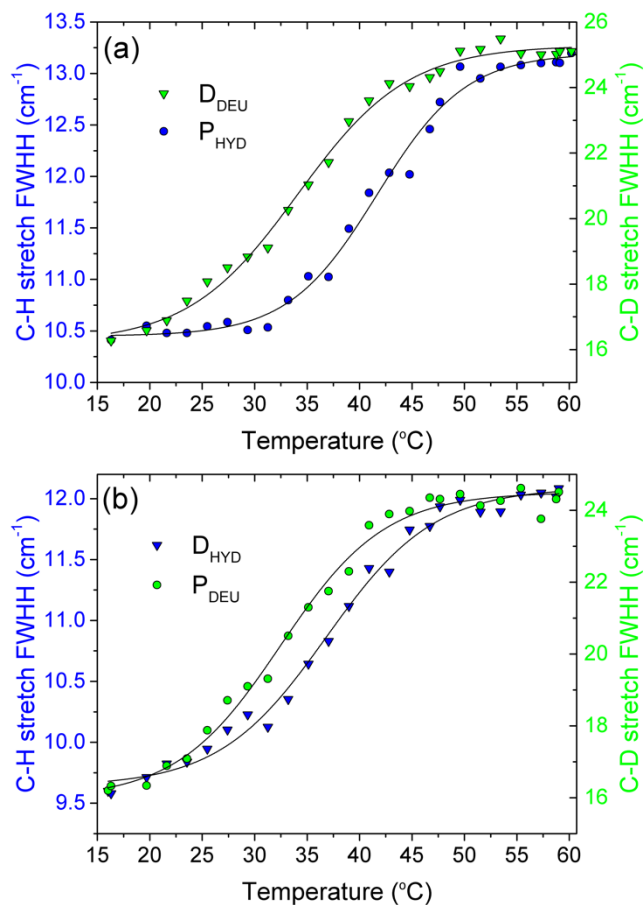 (a)
D_DEU
P_HYD
C-H stretch FWHH (cm⁻¹)
13.5
13.0
12.5
12.0
11.5
11.0
10.5
10.0
C-D stretch FWHH (cm⁻¹)
26
24
22
20
18
16
15 20 25 30 35 40 45 50 55 60
Temperature (°C)
(b)
D_HYD
P_DEU
C-H stretch FWHH (cm⁻¹)
12.0
11.5
11.0
10.5
10.0
9.5
C-D stretch FWHH (cm⁻¹)
24
22
20
18
16
15 20 25 30 35 40 45 50 55 60
Temperature (°C)